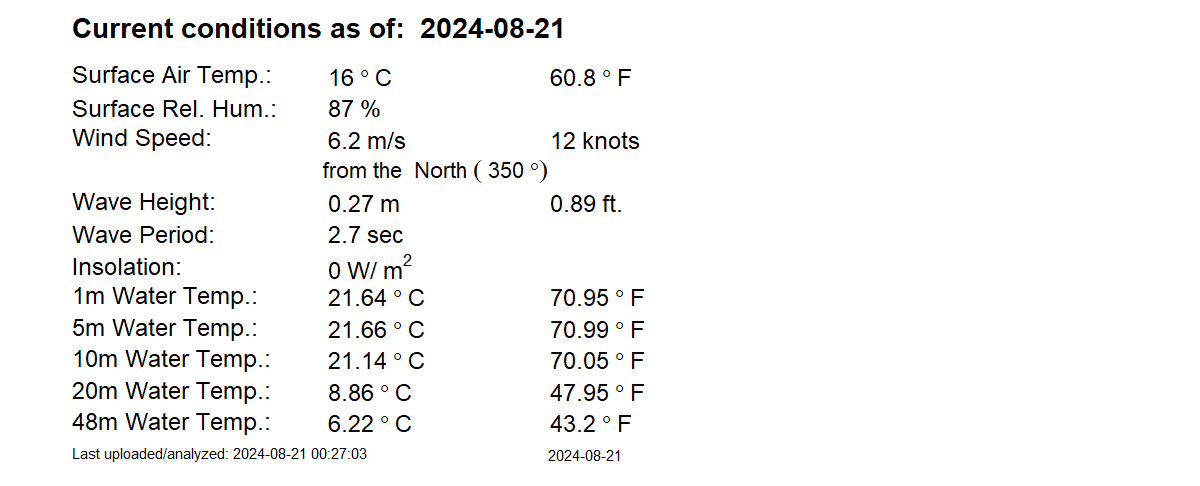 Current conditions as of: 2024-08-21
Surface Air Temp.: 16 ° C 60.8 ° F
Surface Rel. Hum.: 87 %
Wind Speed: 6.2 m/s 12 knots
from the North ( 350 °)
Wave Height: 0.27 m 0.89 ft.
Wave Period: 2.7 sec
Insolation: 0 W/ m²
1m Water Temp.: 21.64 ° C 70.95 ° F
5m Water Temp.: 21.66 ° C 70.99 ° F
10m Water Temp.: 21.14 ° C 70.05 ° F
20m Water Temp.: 8.86 ° C 47.95 ° F
48m Water Temp.: 6.22 ° C 43.2 ° F
Last uploaded/analyzed: 2024-08-21 00:27:03 2024-08-21